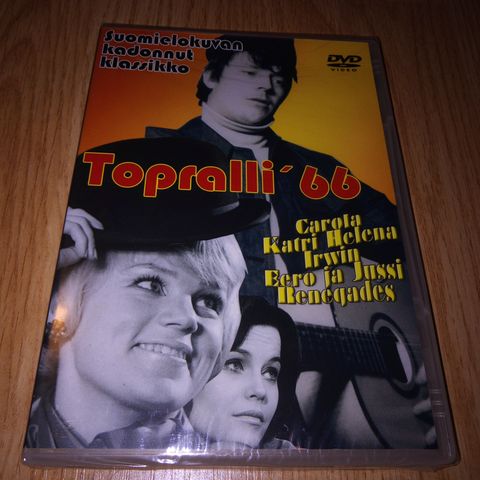 Suomielokuvan
kadonnut
klassikko
DVD
VIDEO
Topralli´66
Carola
Katri Helena
Irwin
Eero ja Jussi
Renegades